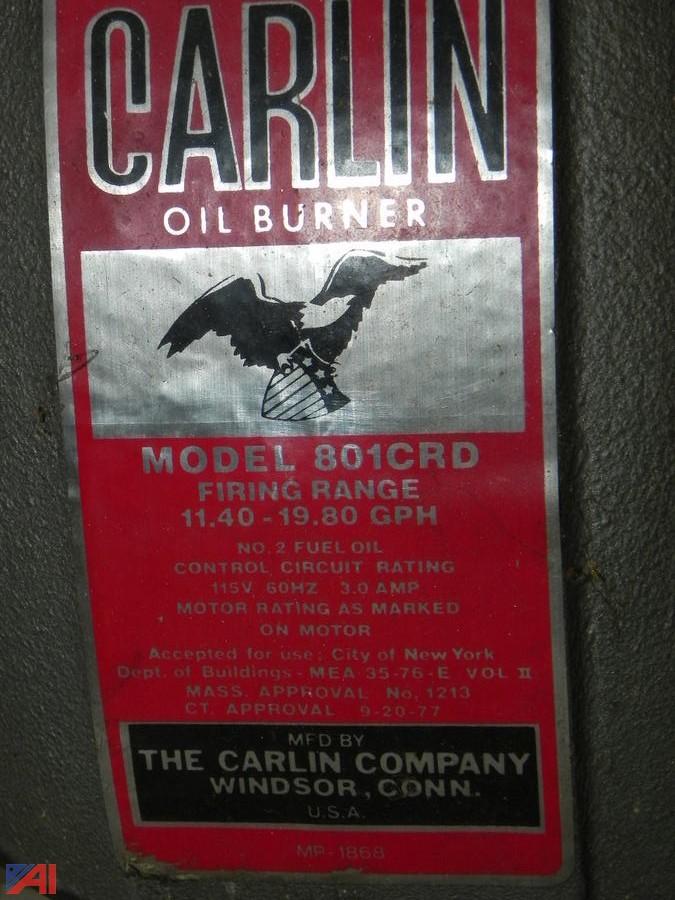 CARLIN
OIL BURNER
MODEL 801CRD
FIRING RANGE
11.40 - 19.80 GPH
NO. 2 FUEL OIL
CONTROL CIRCUIT RATING
115V 60HZ 3.0 AMP
MOTOR RATING AS MARKED
ON MOTOR
Accepted for use: City of New York
Dept. of Buildings - MEA 35-76-E VOL II
MASS. APPROVAL No. 1213
CT. APPROVAL 9-20-77
MFD BY
THE CARLIN COMPANY
WINDSOR, CONN.
U.S.A.
MP-1868
AI